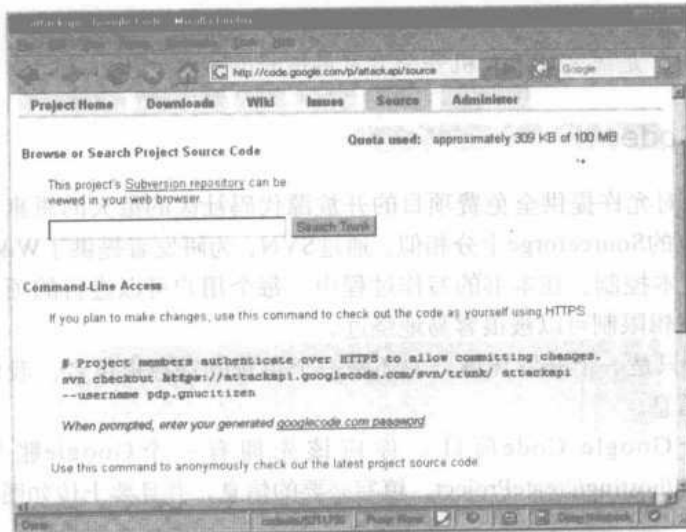 attackapi - Google Code - Mozilla Firefox
http://code.google.com/p/attackapi/source
Google
Project Home Downloads Wiki Issues Source Administer
Browse or Search Project Source Code
Quota used: approximately 309 KB of 100 MB
This project's Subversion repository can be
viewed in your web browser
Search Trunk
Command-Line Access
If you plan to make changes, use this command to check out the code as yourself using HTTPS
# Project members authenticate over HTTPS to allow committing changes.
svn checkout https://attackapi.googlecode.com/svn/trunk/ attackapi
--username pdp.gnucitizen
When prompted, enter your generated googlecode.com password
Use this command to anonymously check out the latest project source code
Done